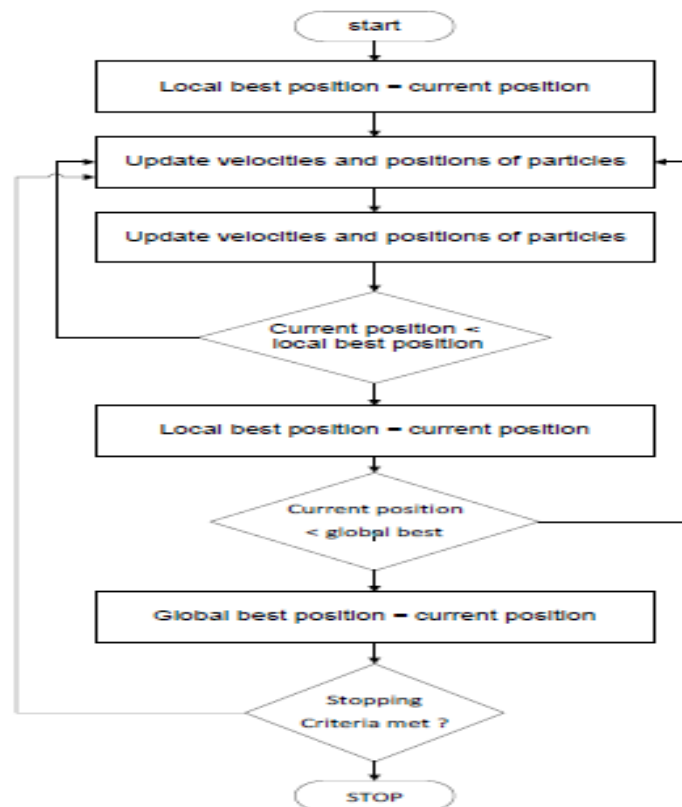 start
Local best position = current position
Update velocities and positions of particles
Update velocities and positions of particles
Current position <
local best position
Local best position = current position
Current position
< global best
Global best position = current position
Stopping
Criteria met ?
STOP